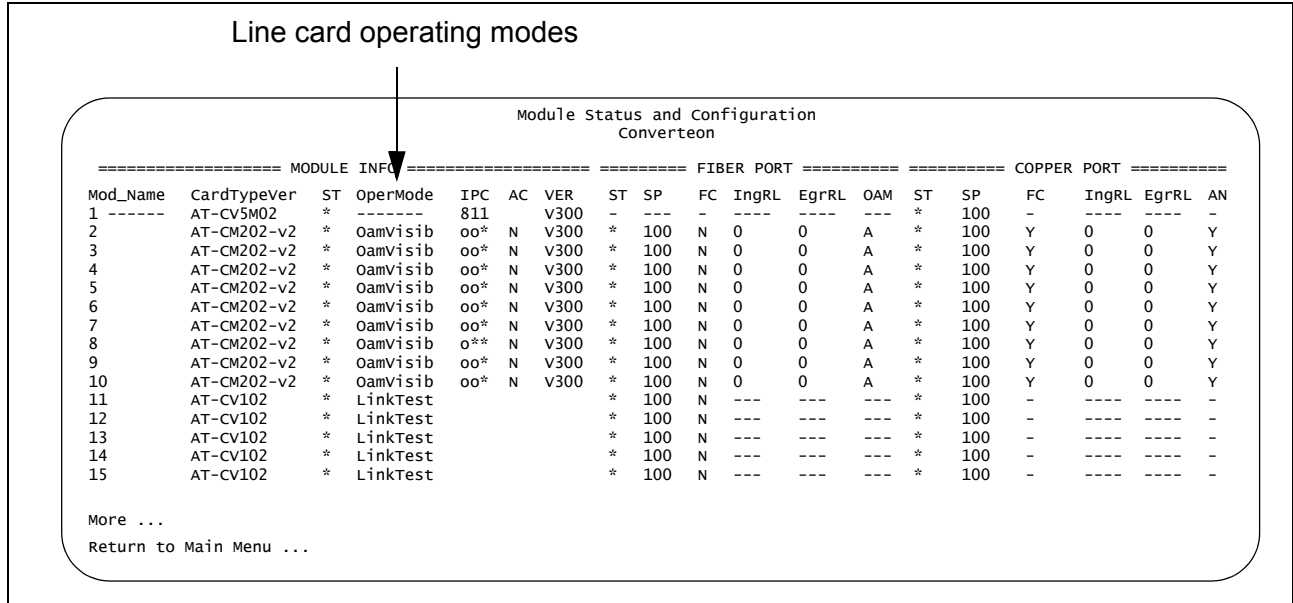 Line card operating modes
Module Status and Configuration
Converteon
=================== MODULE INFO =================== ========= FIBER PORT ========== ========== COPPER PORT ==========
Mod_Name CardTypeVer ST OperMode IPC AC VER ST SP FC IngRL EgrRL OAM ST SP FC IngRL EgrRL AN
1 ------ AT-CV5M02 * ------- 811 V300 - --- - ---- ---- --- * 100 - ---- ---- -
2 AT-CM202-v2 * OamVisib oo* N V300 * 100 N 0 0 A * 100 Y 0 0 Y
3 AT-CM202-v2 * OamVisib oo* N V300 * 100 N 0 0 A * 100 Y 0 0 Y
4 AT-CM202-v2 * OamVisib oo* N V300 * 100 N 0 0 A * 100 Y 0 0 Y
5 AT-CM202-v2 * OamVisib oo* N V300 * 100 N 0 0 A * 100 Y 0 0 Y
6 AT-CM202-v2 * OamVisib oo* N V300 * 100 N 0 0 A * 100 Y 0 0 Y
7 AT-CM202-v2 * OamVisib oo* N V300 * 100 N 0 0 A * 100 Y 0 0 Y
8 AT-CM202-v2 * OamVisib o** N V300 * 100 N 0 0 A * 100 Y 0 0 Y
9 AT-CM202-v2 * OamVisib oo* N V300 * 100 N 0 0 A * 100 Y 0 0 Y
10 AT-CM202-v2 * OamVisib oo* N V300 * 100 N 0 0 A * 100 Y 0 0 Y
11 AT-CV102 * LinkTest * 100 N --- --- --- * 100 - ---- ---- -
12 AT-CV102 * LinkTest * 100 N --- --- --- * 100 - ---- ---- -
13 AT-CV102 * LinkTest * 100 N --- --- --- * 100 - ---- ---- -
14 AT-CV102 * LinkTest * 100 N --- --- --- * 100 - ---- ---- -
15 AT-CV102 * LinkTest * 100 N --- --- --- * 100 - ---- ---- -
More ...
Return to Main Menu ...